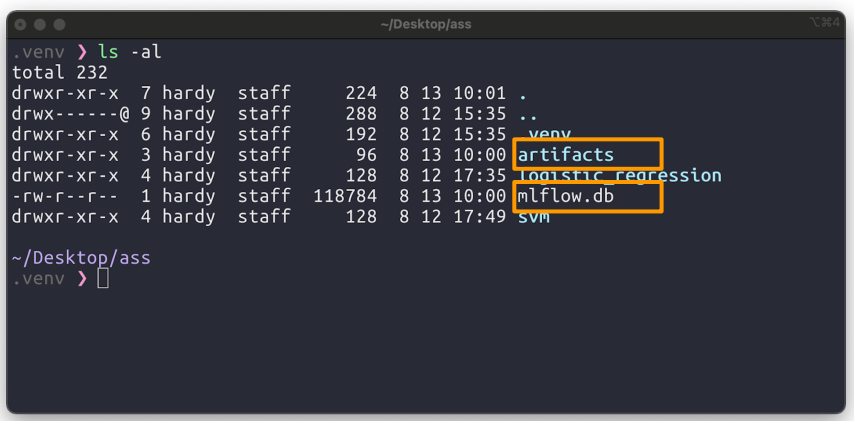 ~/Desktop/ass
⌥⌘4
.venv ❯ ls -al
total 232
drwxr-xr-x  7 hardy  staff     224  8 13 10:01 .
drwx------@ 9 hardy  staff     288  8 12 15:35 ..
drwxr-xr-x  6 hardy  staff     192  8 12 15:35 .venv
drwxr-xr-x  3 hardy  staff      96  8 13 10:00 artifacts
drwxr-xr-x  4 hardy  staff     128  8 12 17:35 logistic_regression
-rw-r--r--  1 hardy  staff  118784  8 13 10:00 mlflow.db
drwxr-xr-x  4 hardy  staff     128  8 12 17:49 svm
~/Desktop/ass
.venv ❯